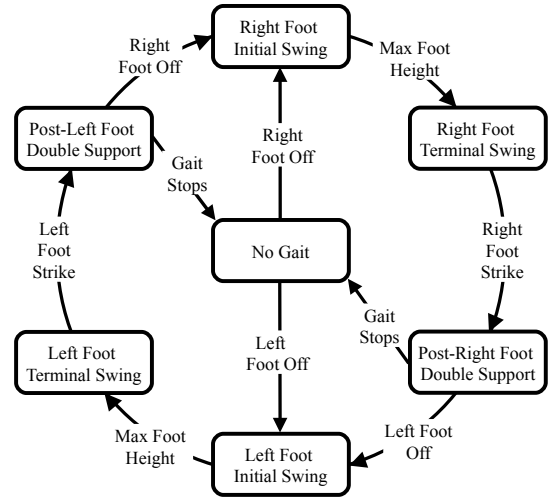 Right Foot
Initial Swing
Right
Foot Off
Max Foot
Height
Post-Left Foot
Double Support
Right Foot
Terminal Swing
Right
Foot Off
Gait
Stops
Left
Foot
Strike
No Gait
Right
Foot
Strike
Gait
Stops
Left Foot
Terminal Swing
Left
Foot Off
Post-Right Foot
Double Support
Max Foot
Height
Left Foot
Initial Swing
Left Foot
Off